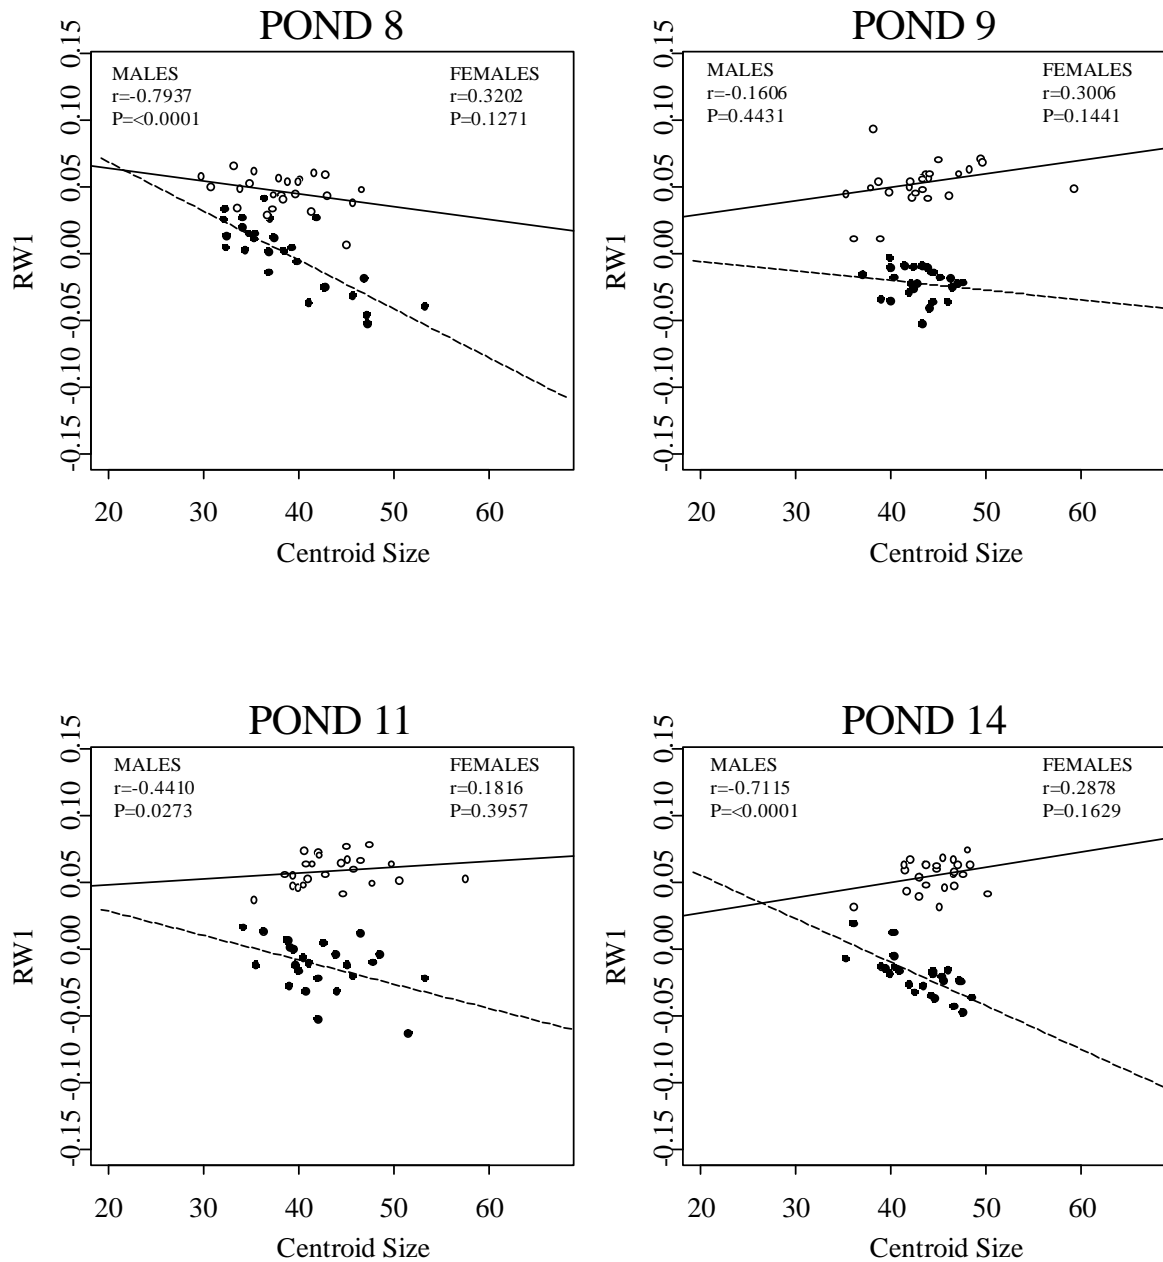 POND 8
MALES
r=-0.7937
P=<0.0001
FEMALES
r=0.3202
P=0.1271
0.15
0.10
0.05
0.00
-0.05
-0.10
-0.15
RW1
20 30 40 50 60
Centroid Size
POND 9
MALES
r=-0.1606
P=0.4431
FEMALES
r=0.3006
P=0.1441
0.15
0.10
0.05
0.00
-0.05
-0.10
-0.15
RW1
20 30 40 50 60
Centroid Size
POND 11
MALES
r=-0.4410
P=0.0273
FEMALES
r=0.1816
P=0.3957
0.15
0.10
0.05
0.00
-0.05
-0.10
-0.15
RW1
20 30 40 50 60
Centroid Size
POND 14
MALES
r=-0.7115
P=<0.0001
FEMALES
r=0.2878
P=0.1629
0.15
0.10
0.05
0.00
-0.05
-0.10
-0.15
RW1
20 30 40 50 60
Centroid Size